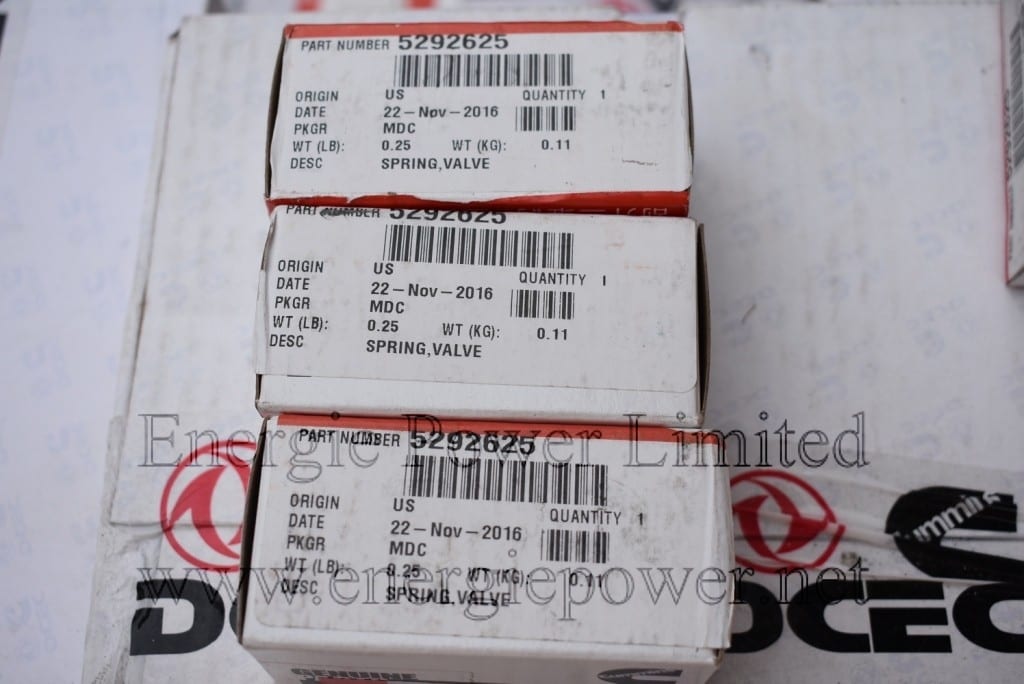 PART NUMBER 5292625
ORIGIN US QUANTITY 1
DATE 22-Nov-2016
PKGR MDC
WT (LB): 0.25 WT (KG): 0.11
DESC SPRING,VALVE
PART NUMBER 5292625
ORIGIN US QUANTITY 1
DATE 22-Nov-2016
PKGR MDC
WT (LB): 0.25 WT (KG): 0.11
DESC SPRING,VALVE
Energie Power Limited
PART NUMBER 5292625
ORIGIN US QUANTITY 1
DATE 22-Nov-2016
PKGR MDC
WT (LB): 0.25 WT (KG): 0.11
DESC SPRING,VALVE
www.energiepower.net
GENUINE